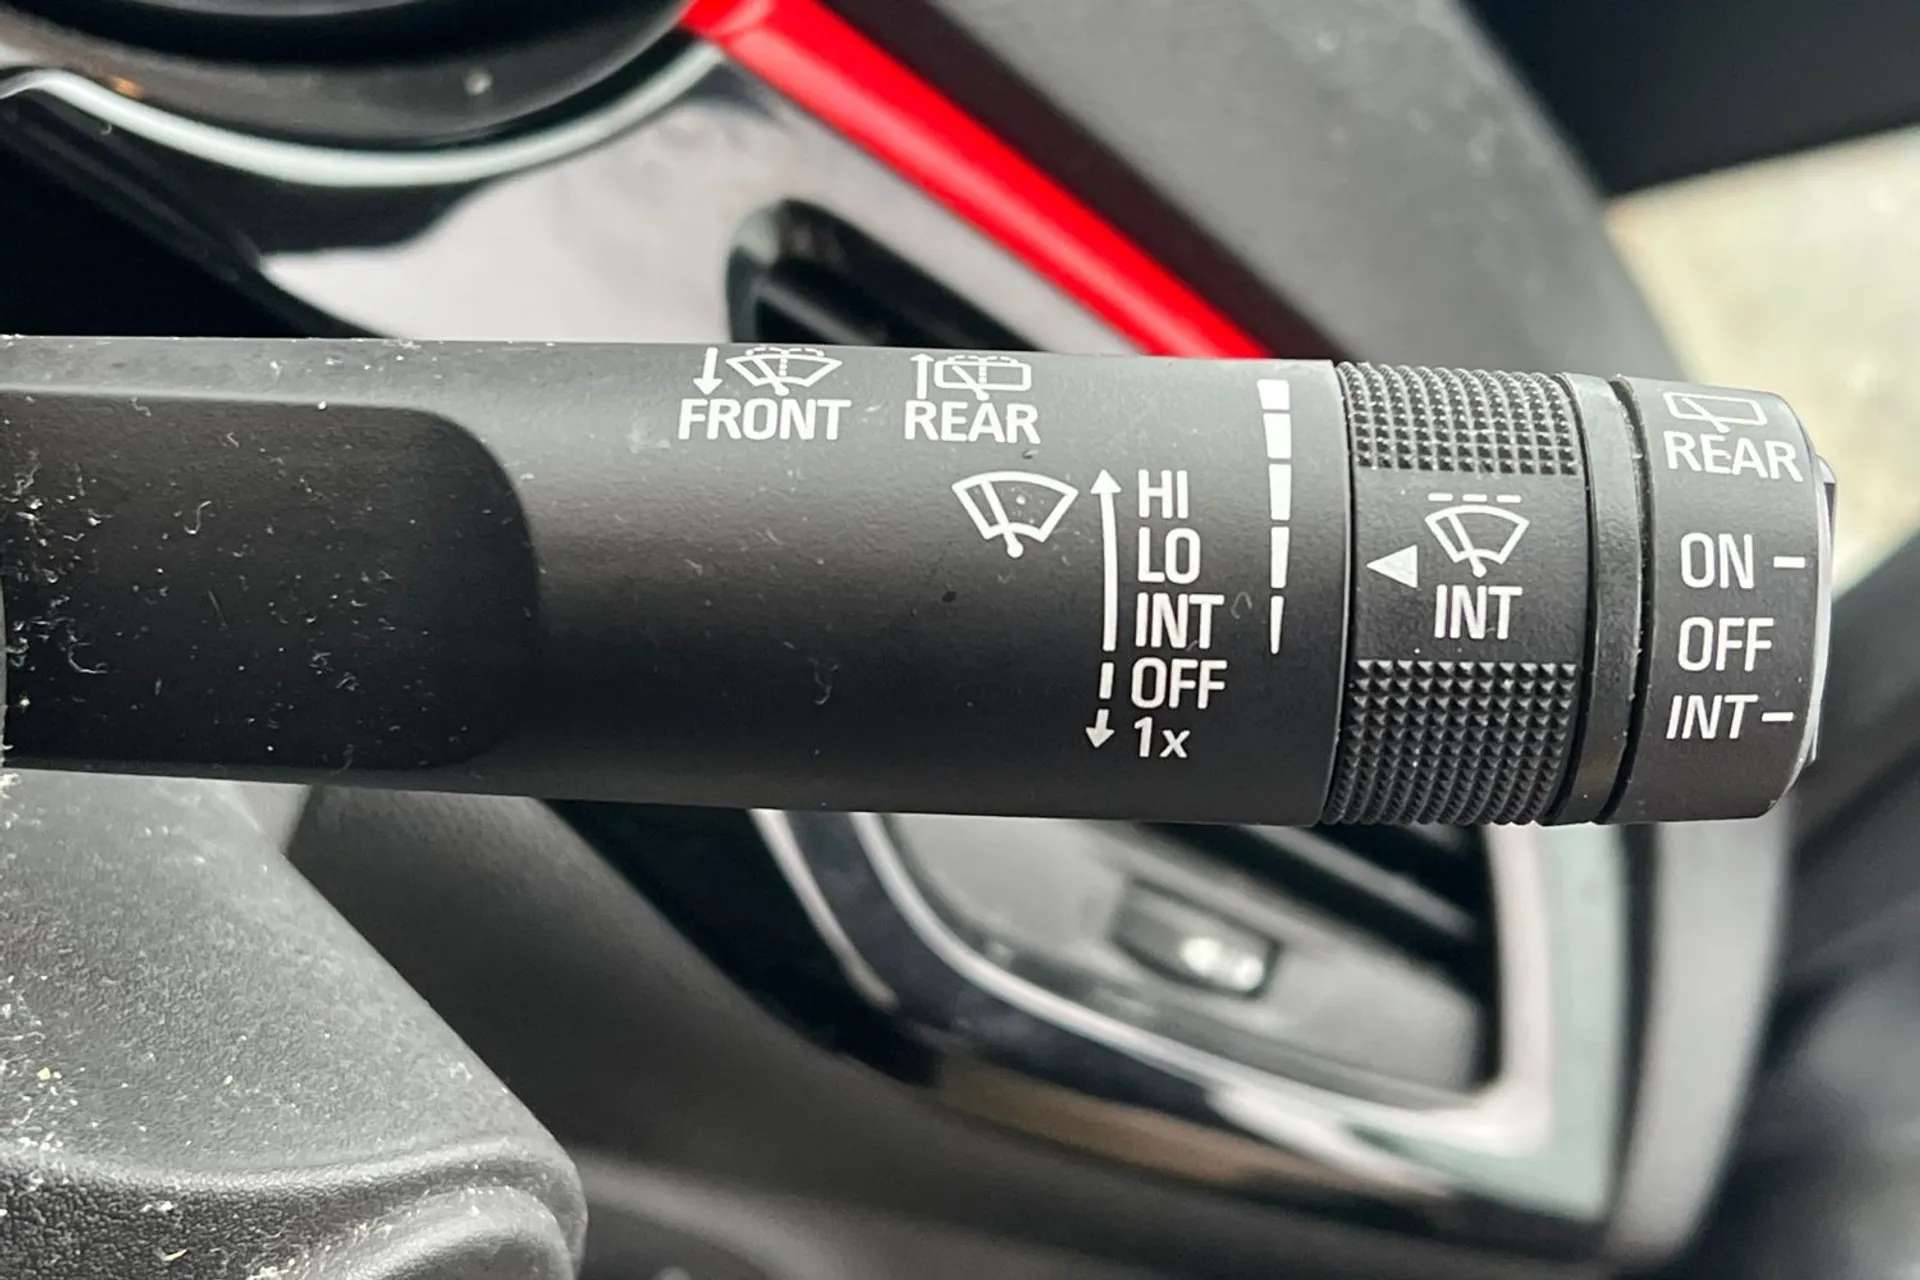 FRONT
REAR
HI
LO
INT
OFF
1x
INT
REAR
ON
OFF
INT